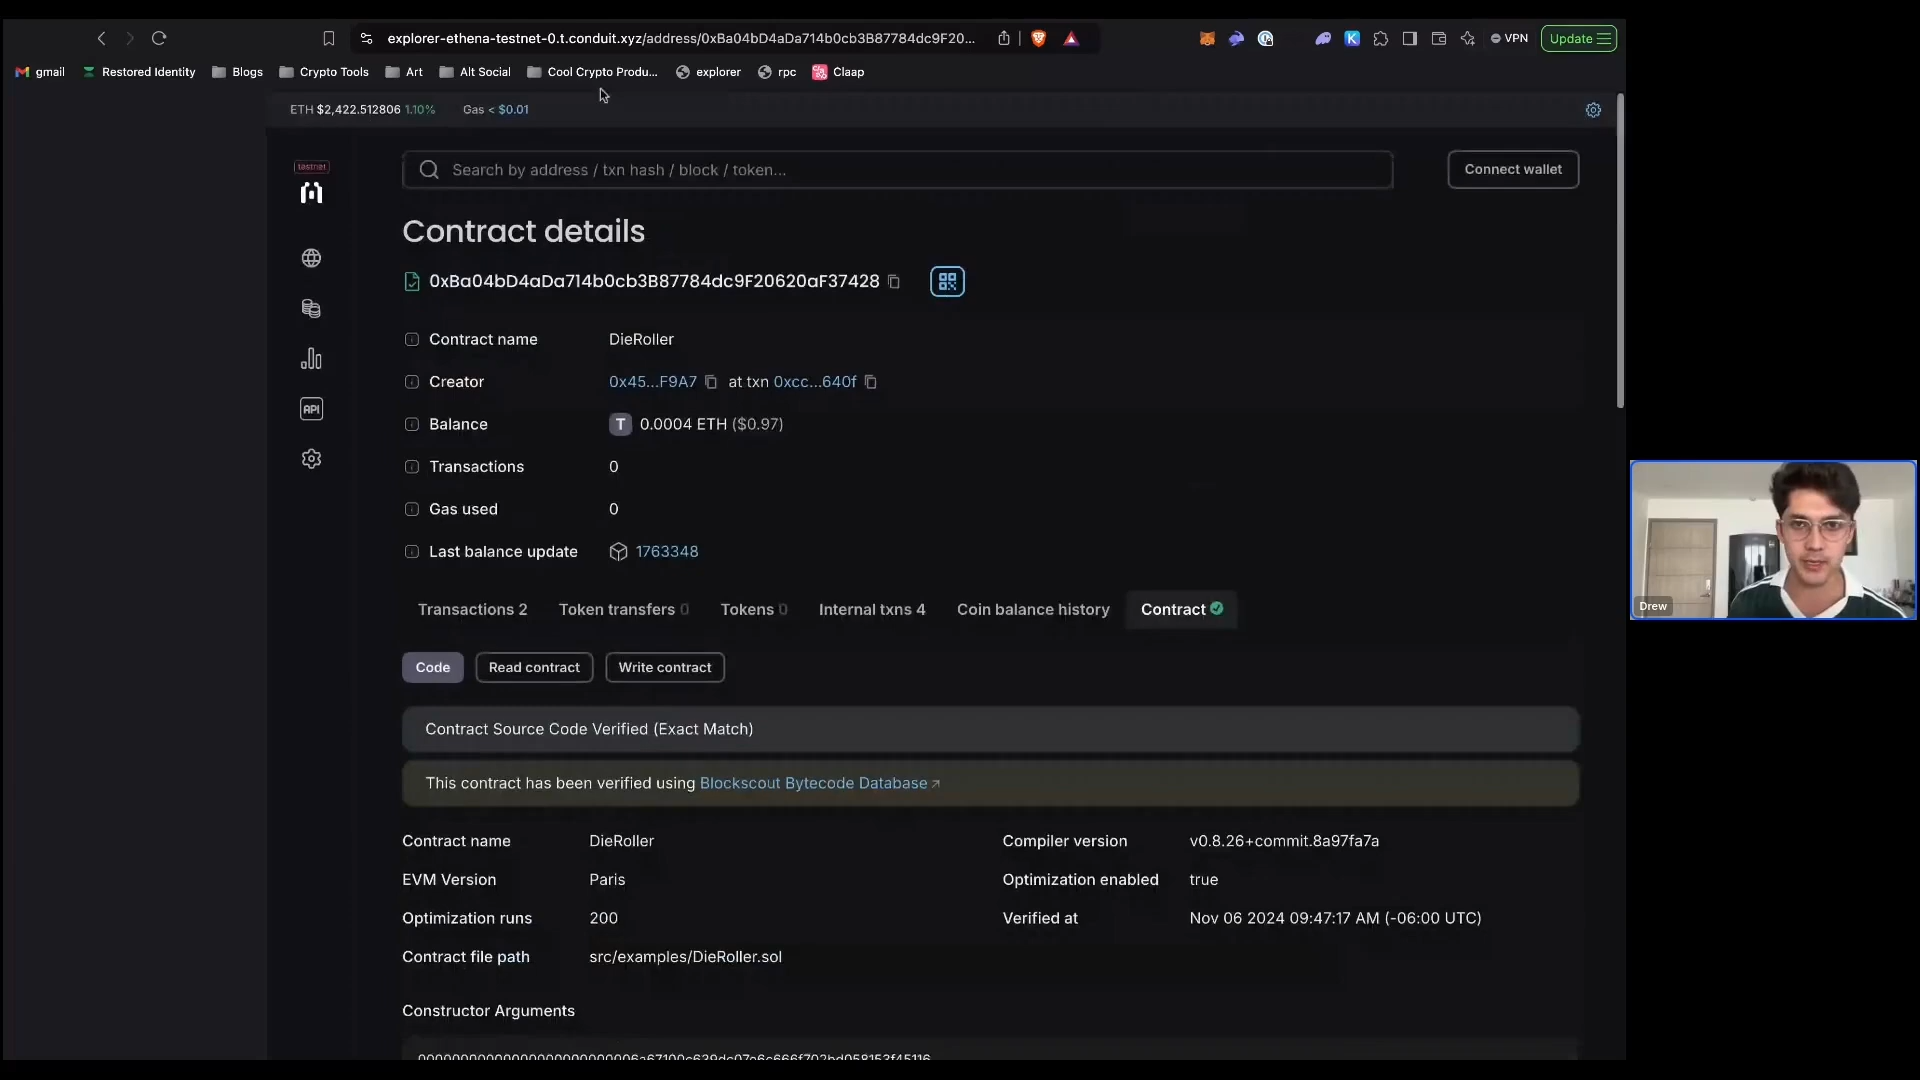 explorer-ethena-testnet-0.t.conduit.xyz/address/0xBa04bD4aDa714b0cb3B87784dc9F20...
VPN
Update
gmail
Restored Identity
Blogs
Crypto Tools
Art
Alt Social
Cool Crypto Produ...
explorer
rpc
Claap
ETH $2,422.512806 1.10%
Gas < $0.01
testnet
Search by address / txn hash / block / token...
Connect wallet
Contract details
0xBa04bD4aDa714b0cb3B87784dc9F20620aF37428
Contract name DieRoller
Creator 0x45...F9A7 at txn 0xcc...640f
API
Balance T 0.0004 ETH ($0.97)
Transactions 0
Gas used 0
Last balance update 1763348
Transactions 2 Token transfers 0 Tokens 0 Internal txns 4 Coin balance history Contract
Drew
Code Read contract Write contract
Contract Source Code Verified (Exact Match)
This contract has been verified using Blockscout Bytecode Database
Contract name DieRoller Compiler version v0.8.26+commit.8a97fa7a
EVM Version Paris Optimization enabled true
Optimization runs 200 Verified at Nov 06 2024 09:47:17 AM (-06:00 UTC)
Contract file path src/examples/DieRoller.sol
Constructor Arguments